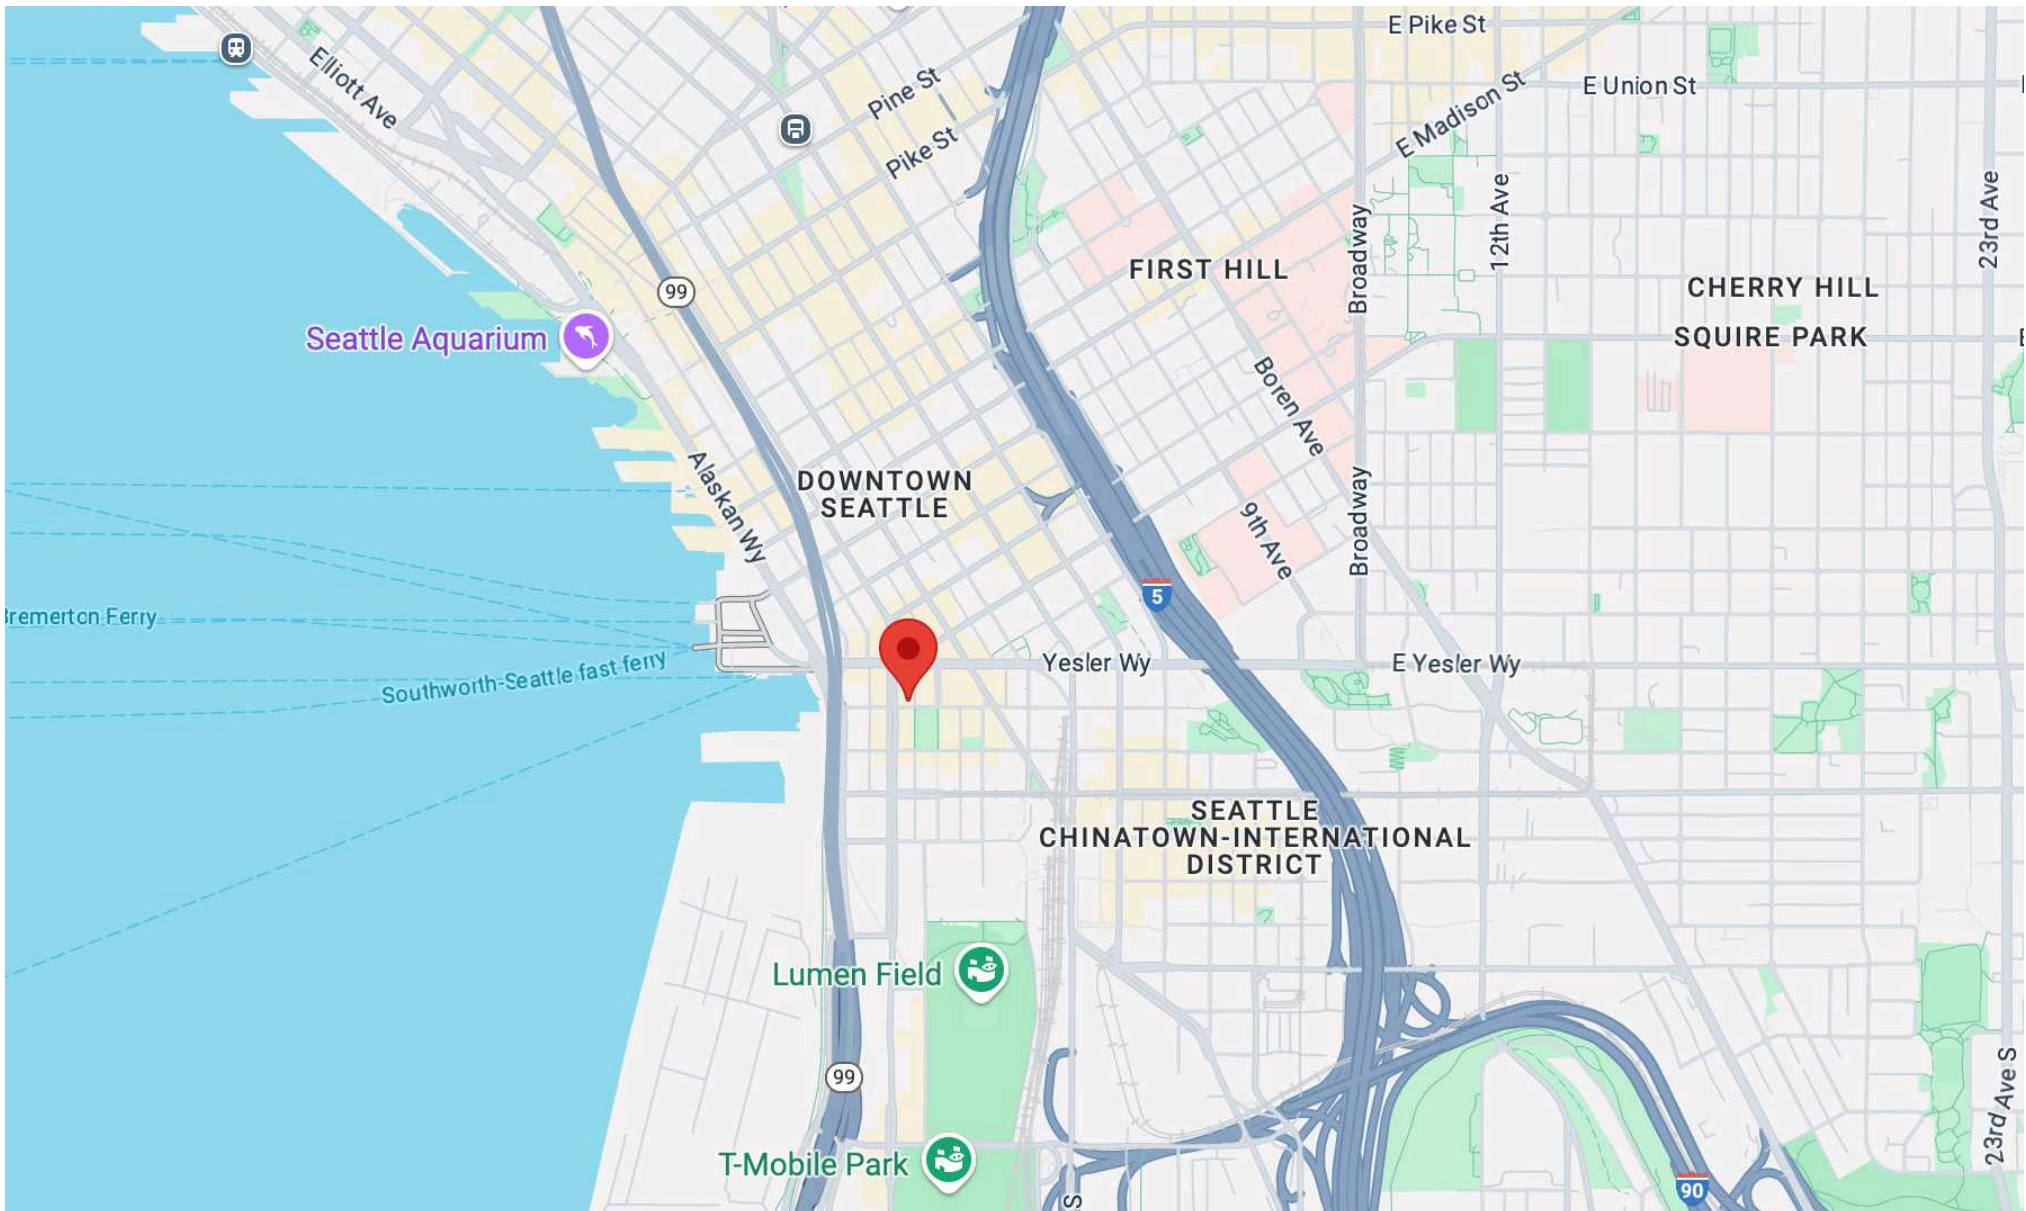 E Pike St
Elliott Ave
Pine St
E Union St
E Madison St
Pike St
12th Ave
23rd Ave
Broadway
FIRST HILL
99
CHERRY HILL
Seattle Aquarium
SQUIRE PARK
Boren Ave
DOWNTOWN
SEATTLE
Alaskan Wy
Broadway
9th Ave
5
Bremerton Ferry
Southworth-Seattle fast ferry
Yesler Wy
E Yesler Wy
SEATTLE
CHINATOWN-INTERNATIONAL
DISTRICT
Lumen Field
99
23rd Ave S
T-Mobile Park
S
90